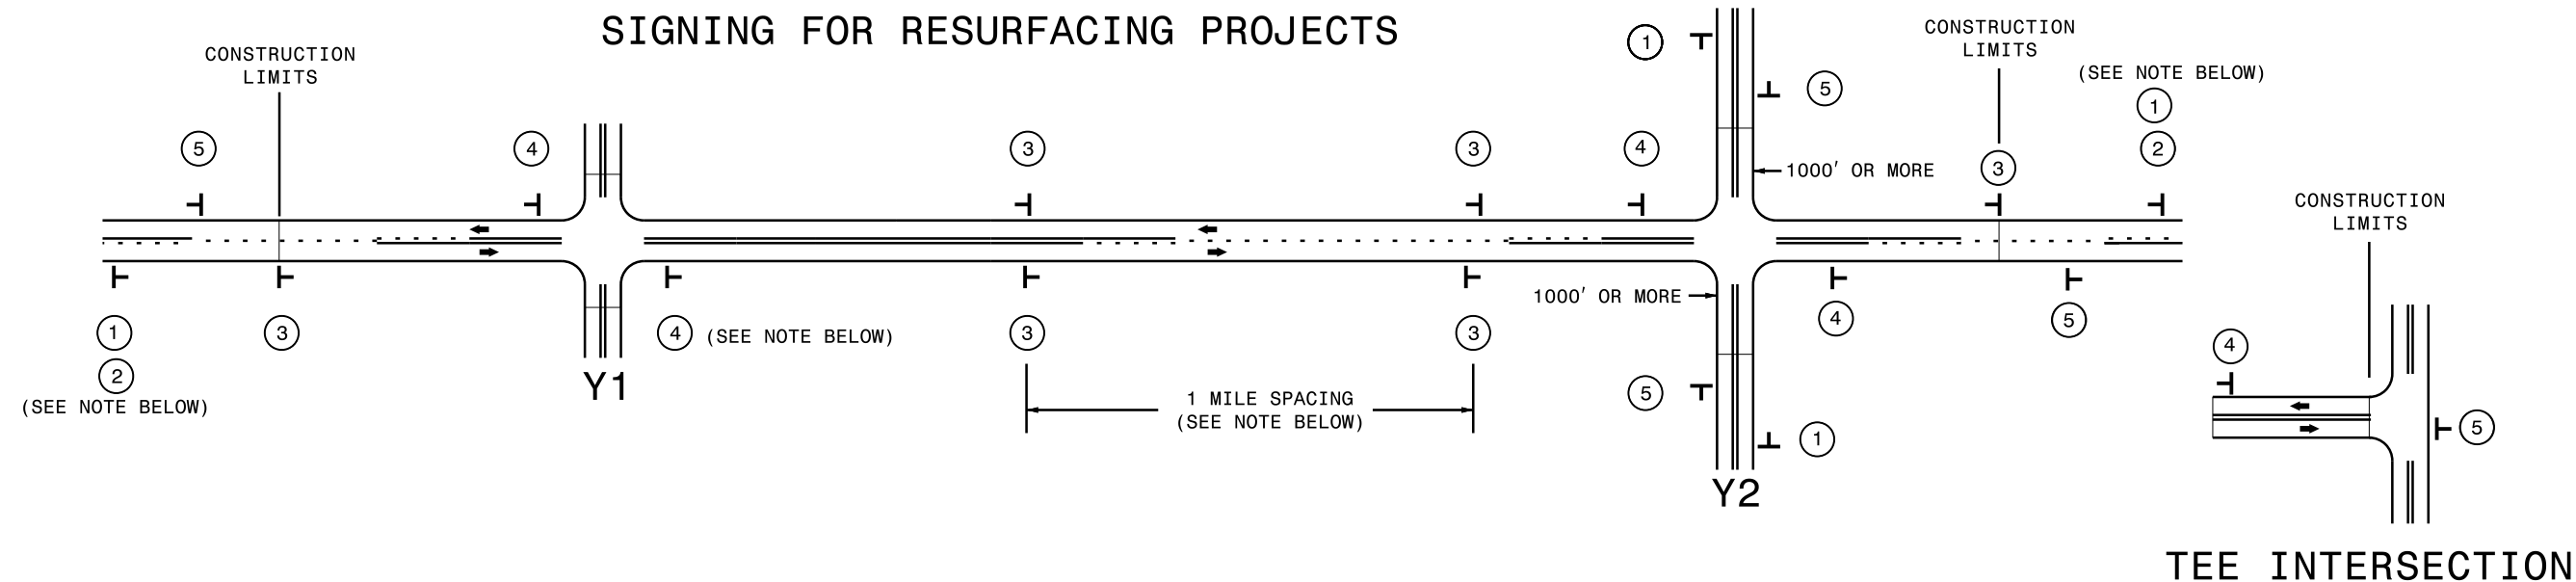 SIGNING FOR RESURFACING PROJECTS
CONSTRUCTION
LIMITS
5
4
3
3
4
1
5
1000' OR MORE
CONSTRUCTION
LIMITS
3
(SEE NOTE BELOW)
1
2
1
2
(SEE NOTE BELOW)
3
4 (SEE NOTE BELOW)
Y1
3
3
1 MILE SPACING
(SEE NOTE BELOW)
1000' OR MORE
5
1
Y2
4
5
CONSTRUCTION
LIMITS
4
5
TEE INTERSECTION